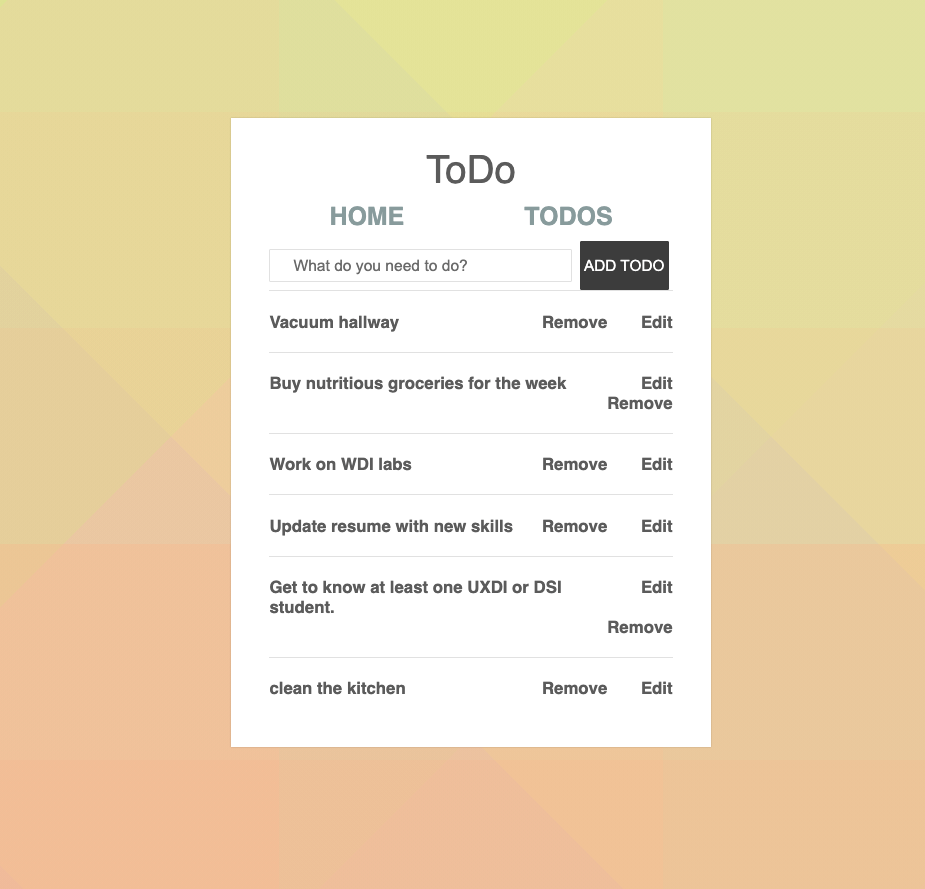 ToDo
HOME TODOS
What do you need to do? ADD TODO
Vacuum hallway Remove Edit
Buy nutritious groceries for the week Edit
Remove
Work on WDI labs Remove Edit
Update resume with new skills Remove Edit
Get to know at least one UXDI or DSI Edit
student.
Remove
clean the kitchen Remove Edit